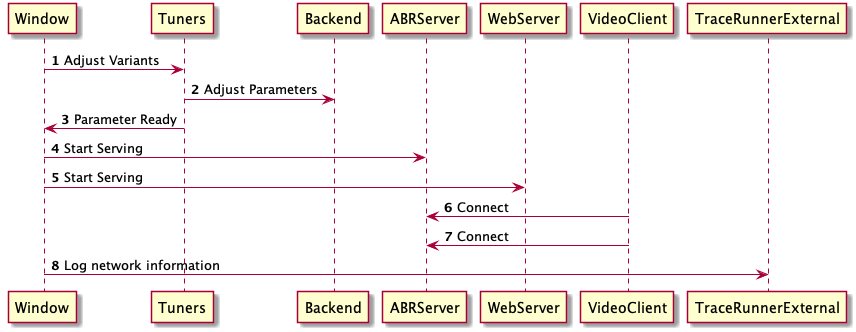 Window Tuners Backend ABRServer WebServer VideoClient TraceRunnerExternal
1 Adjust Variants
2 Adjust Parameters
3 Parameter Ready
4 Start Serving
5 Start Serving
6 Connect
7 Connect
8 Log network information
Window Tuners Backend ABRServer WebServer VideoClient TraceRunnerExternal